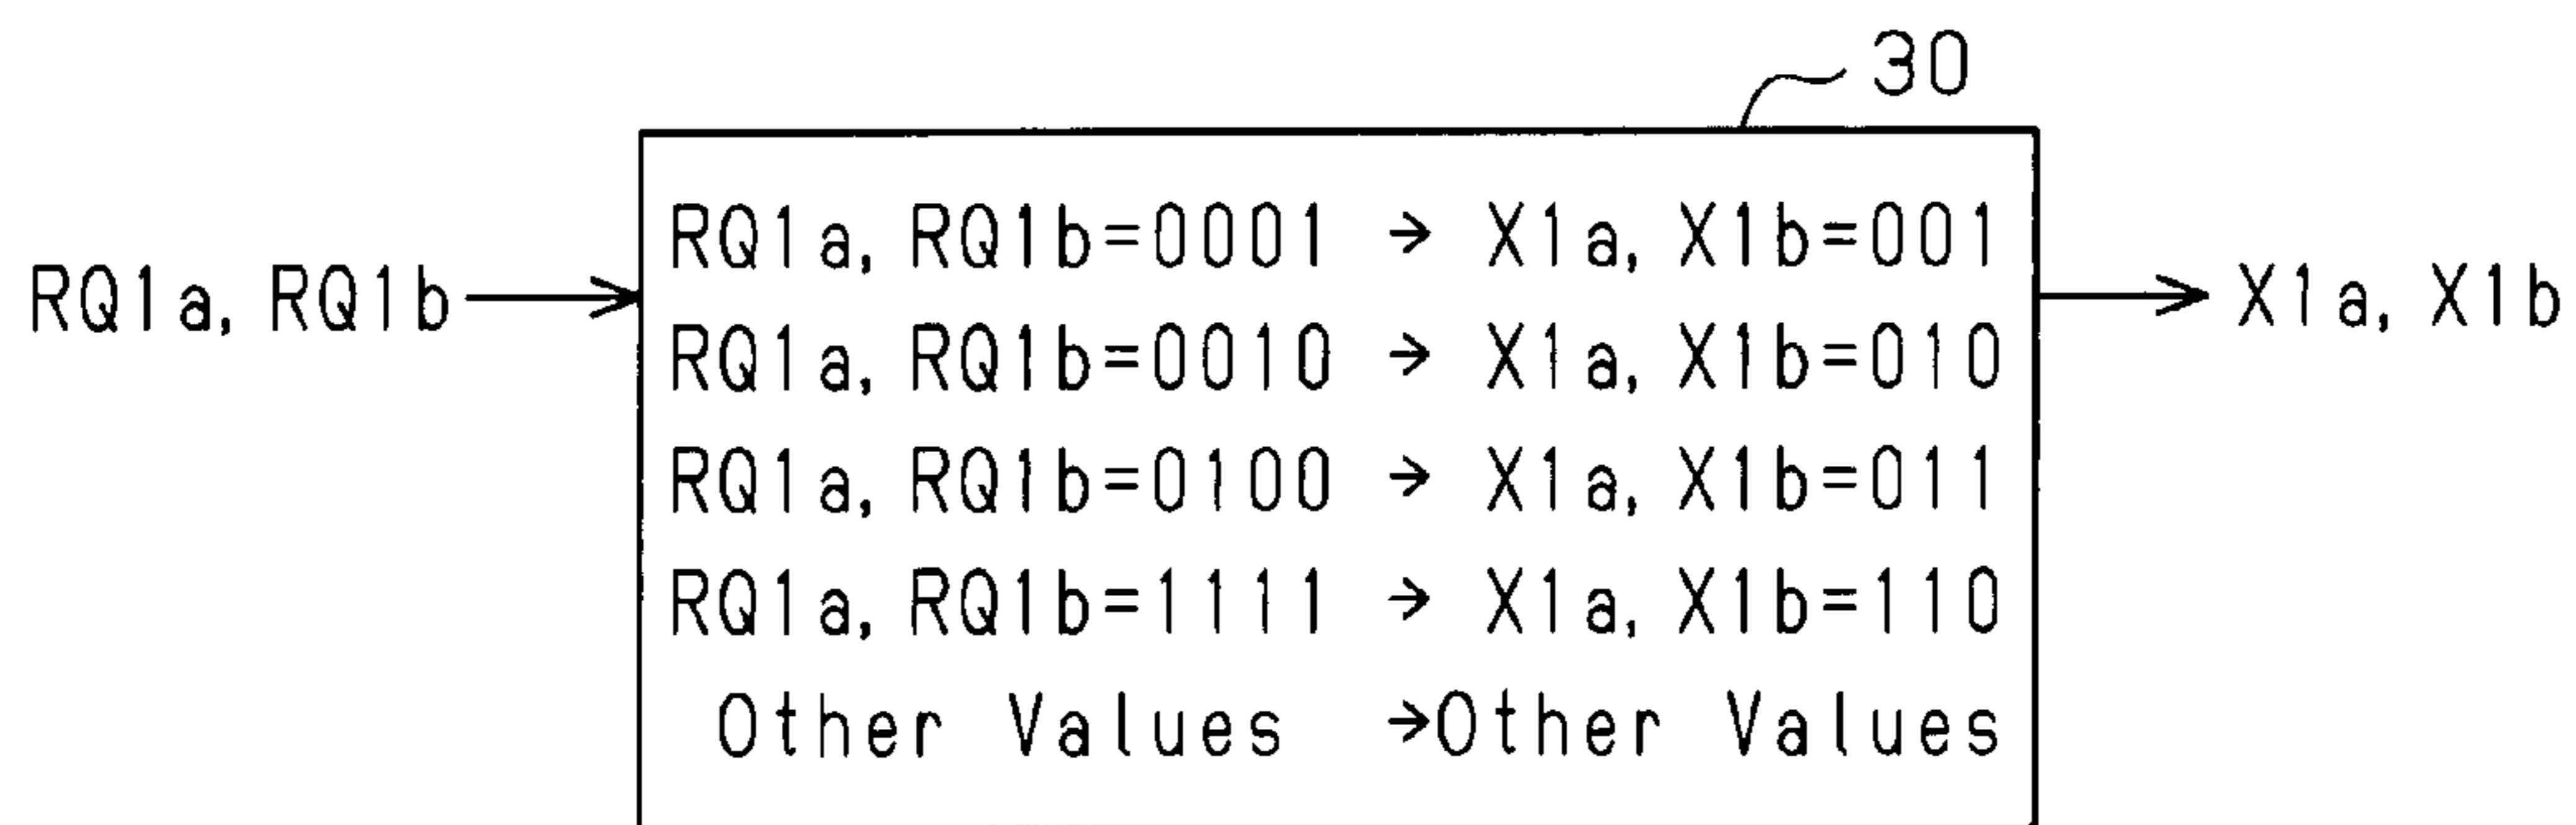 30
RQ1a, RQ1b=0001 → X1a, X1b=001
RQ1a, RQ1b
X1a, X1b
RQ1a, RQ1b=0010 → X1a, X1b=010
RQ1a, RQ1b=0100 → X1a, X1b=011
RQ1a, RQ1b=1111 → X1a, X1b=110
Other Values →Other Values